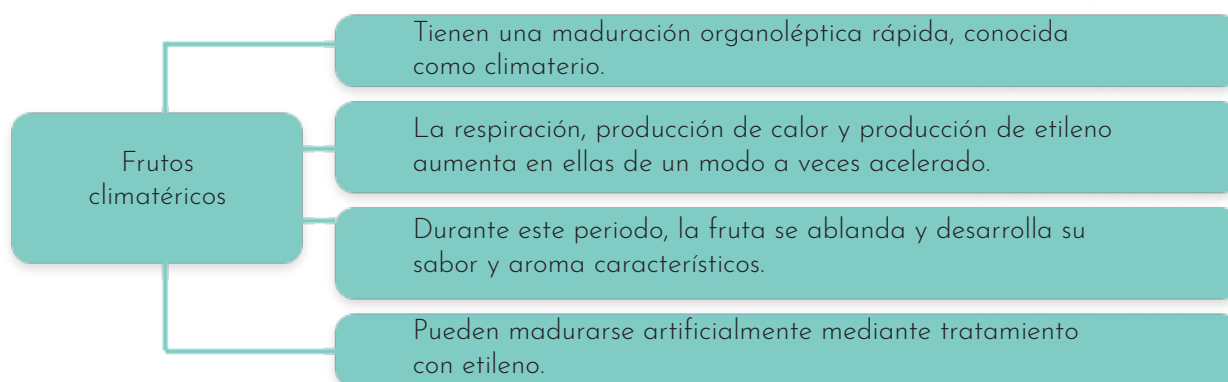 Frutos
climatéricos
Tienen una maduración organoléptica rápida, conocida
como climaterio.
La respiración, producción de calor y producción de etileno
aumenta en ellas de un modo a veces acelerado.
Durante este periodo, la fruta se ablanda y desarrolla su
sabor y aroma característicos.
Pueden madurarse artificialmente mediante tratamiento
con etileno.